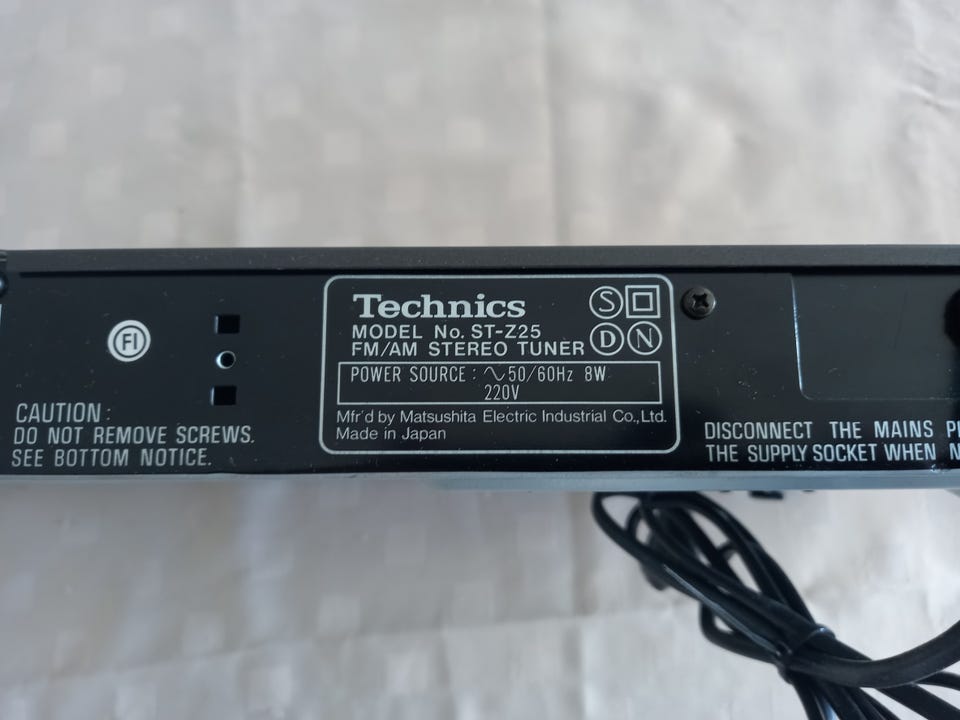 FI
CAUTION :
DO NOT REMOVE SCREWS.
SEE BOTTOM NOTICE.
Technics
MODEL No. ST-Z25
FM/AM STEREO TUNER
S
D N
POWER SOURCE : ∿50/60Hz 8W
220V
Mfr'd by Matsushita Electric Industrial Co.,Ltd.
Made in Japan
DISCONNECT THE MAINS
THE SUPPLY SOCKET WHEN